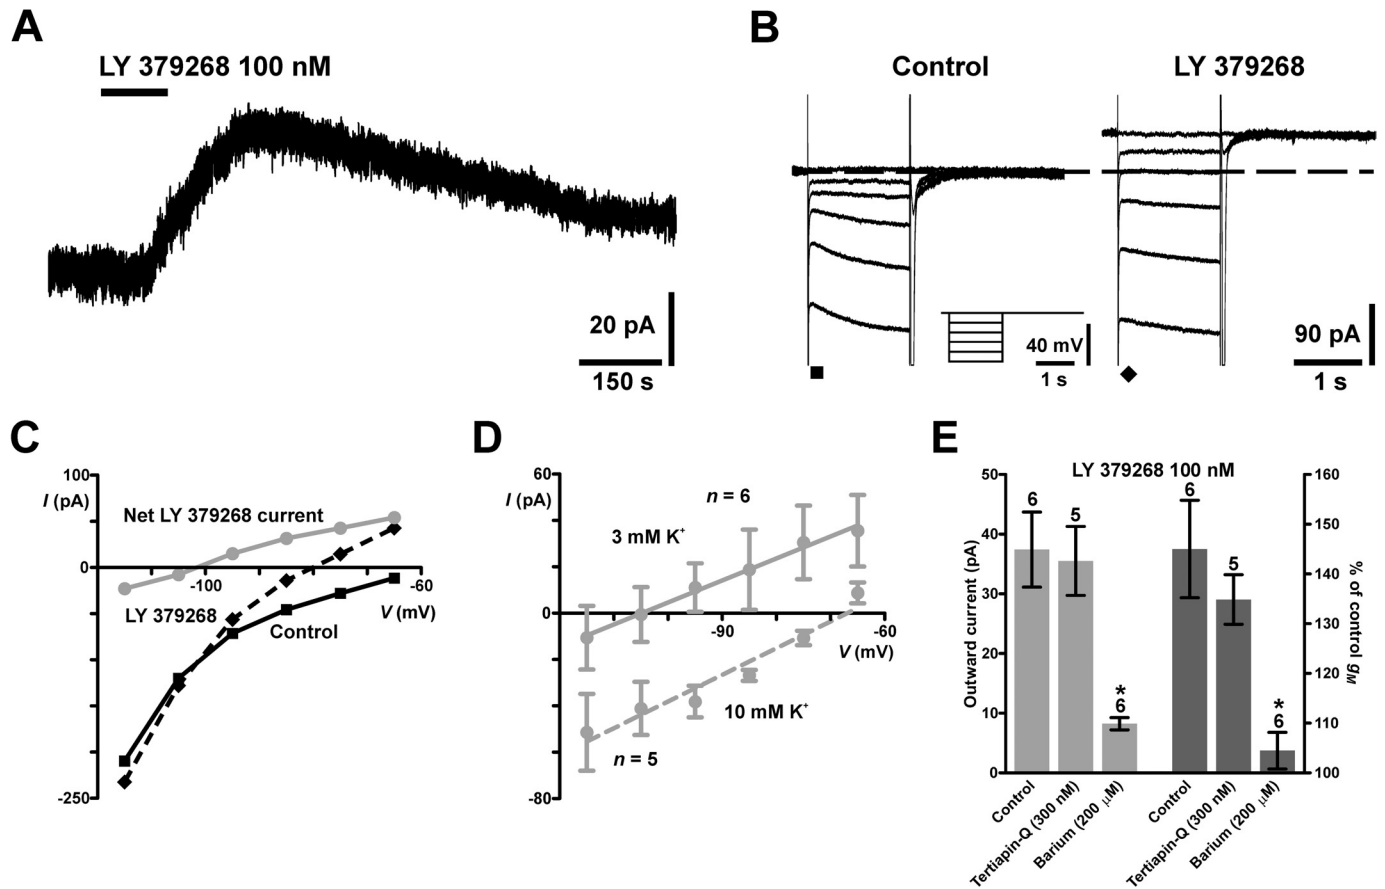 A
LY 379268 100 nM
20 pA
150 s
B
Control
LY 379268
40 mV
1 s
90 pA
1 s
C
100
I (pA)
Net LY 379268 current
0
-100
-60
LY 379268
V (mV)
Control
-250
D
60
I (pA)
n = 6
3 mM K+
0
-90
-60
V (mV)
10 mM K+
n = 5
-80
E
LY 379268 100 nM
50
40
30
20
10
0
Outward current (pA)
6
5
*
6
6
5
*
6
160
150
140
130
120
110
100
% of control gM
Control
Tertiapin-Q (300 nM)
Barium (200 μM)
Control
Tertiapin-Q (300 nM)
Barium (200 μM)